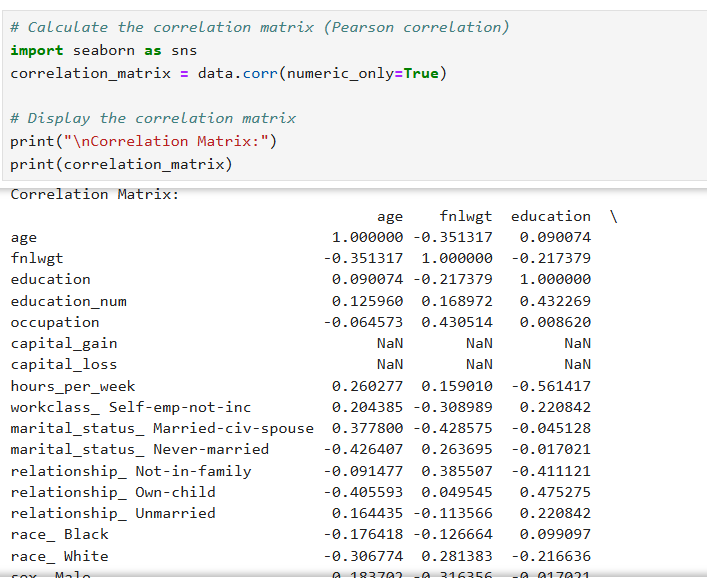 # Calculate the correlation matrix (Pearson correlation)
import seaborn as sns
correlation_matrix = data.corr(numeric_only=True)
# Display the correlation matrix
print("\nCorrelation Matrix:")
print(correlation_matrix)
Correlation Matrix:
age fnlwgt education \
age 1.000000 -0.351317 0.090074
fnlwgt -0.351317 1.000000 -0.217379
education 0.090074 -0.217379 1.000000
education_num 0.125960 0.168972 0.432269
occupation -0.064573 0.430514 0.008620
capital_gain NaN NaN NaN
capital_loss NaN NaN NaN
hours_per_week 0.260277 0.159010 -0.561417
workclass_ Self-emp-not-inc 0.204385 -0.308989 0.220842
marital_status_ Married-civ-spouse 0.377800 -0.428575 -0.045128
marital_status_ Never-married -0.426407 0.263695 -0.017021
relationship_ Not-in-family -0.091477 0.385507 -0.411121
relationship_ Own-child -0.405593 0.049545 0.475275
relationship_ Unmarried 0.164435 -0.113566 0.220842
race_ Black -0.176418 -0.126664 0.099097
race_ White -0.306774 0.281383 -0.216636
sex_ Male 0.183702 -0.316356 -0.017021